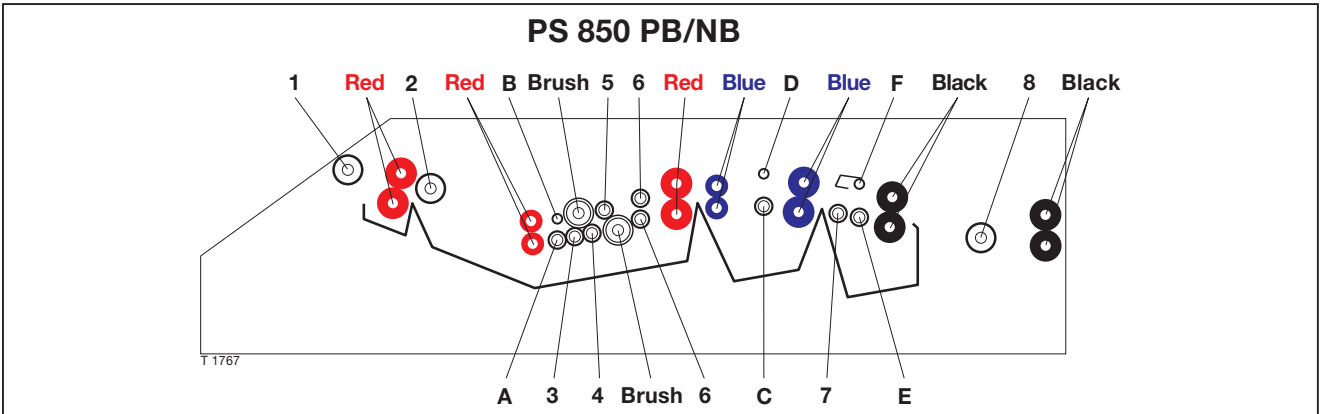 PS 850 PB/NB
1 Red 2 Red B Brush 5 6 Red Blue D Blue F Black 8 Black
T 1767
A 3 4 Brush 6 C 7 E